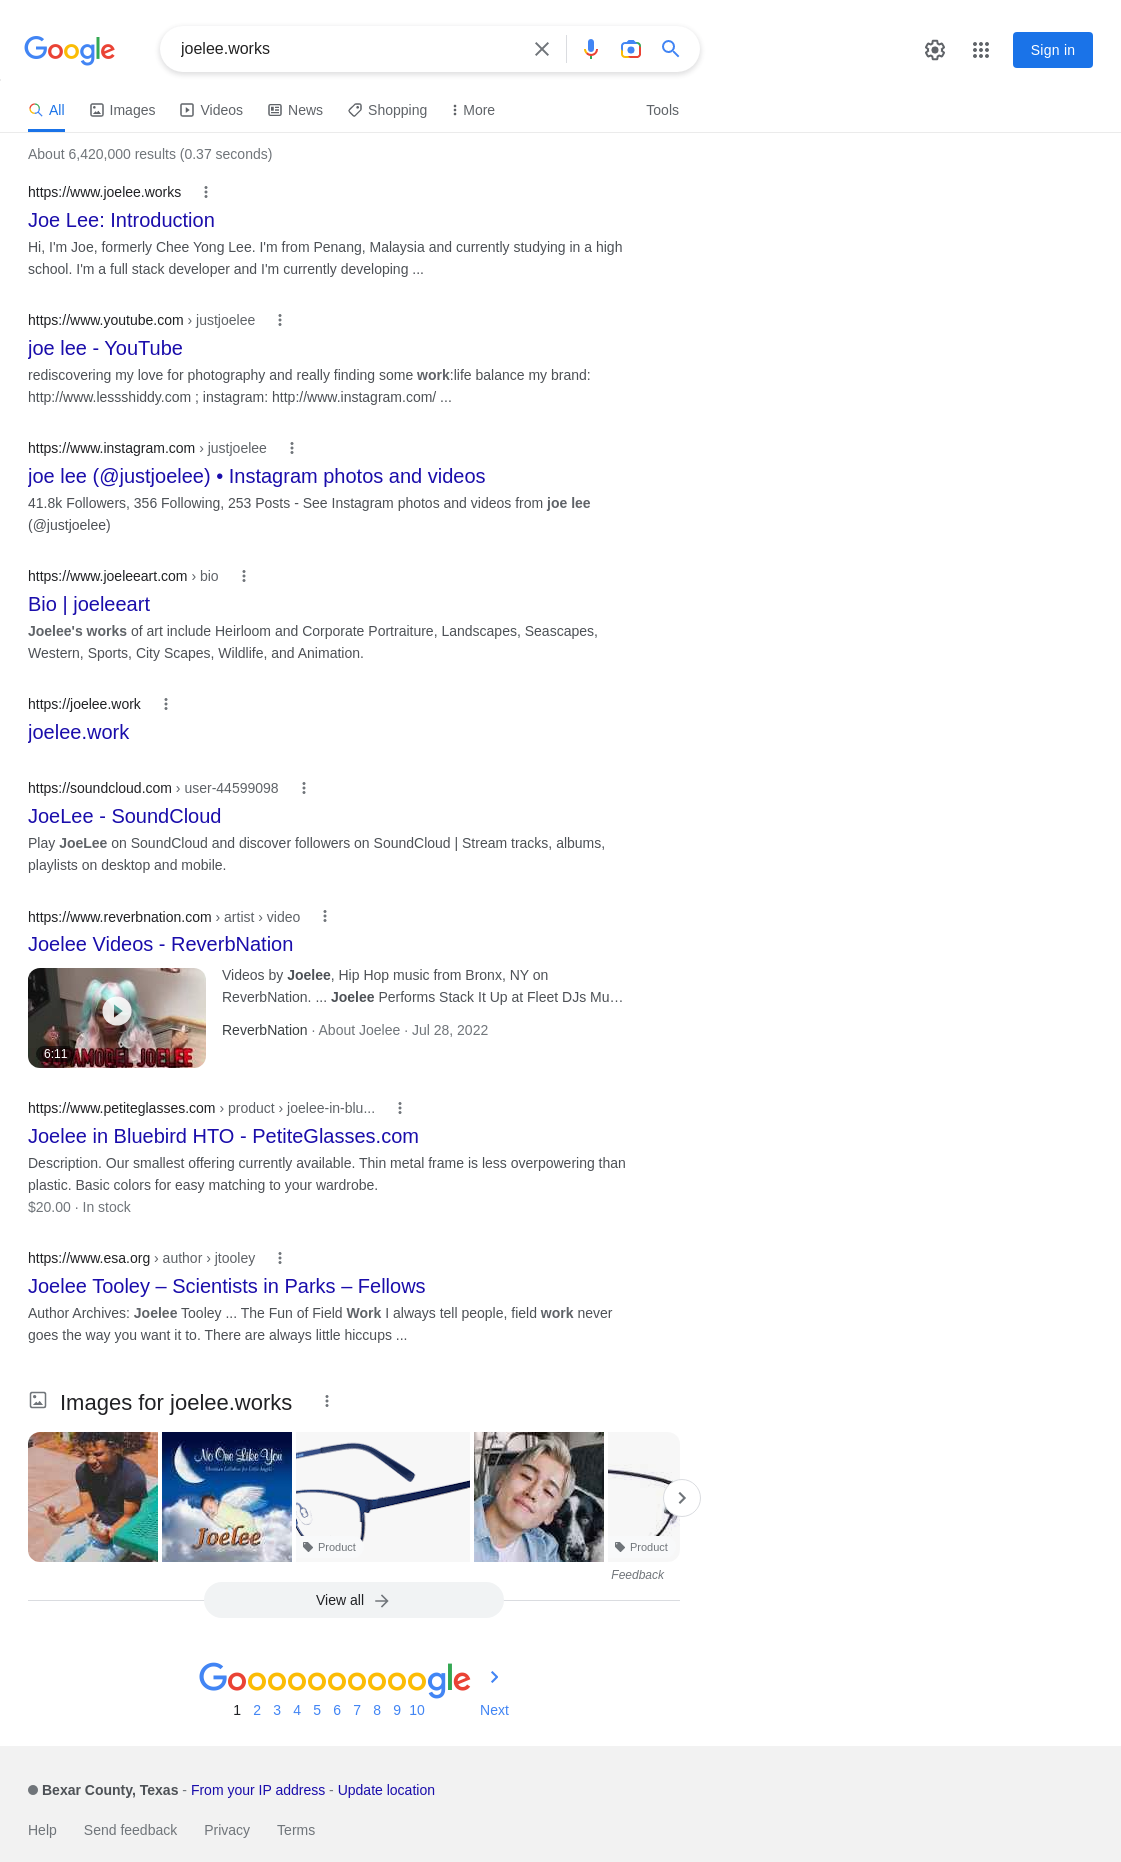 Google
joelee.works
Sign in
All Images Videos News Shopping More Tools
About 6,420,000 results (0.37 seconds)
https://www.joelee.works
Joe Lee: Introduction
Hi, I'm Joe, formerly Chee Yong Lee. I'm from Penang, Malaysia and currently studying in a high
school. I'm a full stack developer and I'm currently developing ...
https://www.youtube.com › justjoelee
joe lee - YouTube
rediscovering my love for photography and really finding some work:life balance my brand:
http://www.lessshiddy.com ; instagram: http://www.instagram.com/ ...
https://www.instagram.com › justjoelee
joe lee (@justjoelee) • Instagram photos and videos
41.8k Followers, 356 Following, 253 Posts - See Instagram photos and videos from joe lee
(@justjoelee)
https://www.joeleeart.com › bio
Bio | joeleeart
Joelee's works of art include Heirloom and Corporate Portraiture, Landscapes, Seascapes,
Western, Sports, City Scapes, Wildlife, and Animation.
https://joelee.work
joelee.work
https://soundcloud.com › user-44599098
JoeLee - SoundCloud
Play JoeLee on SoundCloud and discover followers on SoundCloud | Stream tracks, albums,
playlists on desktop and mobile.
https://www.reverbnation.com › artist › video
Joelee Videos - ReverbNation
Videos by Joelee, Hip Hop music from Bronx, NY on
ReverbNation. ... Joelee Performs Stack It Up at Fleet DJs Mu…
ReverbNation · About Joelee · Jul 28, 2022
6:11
JOELEE
https://www.petiteglasses.com › product › joelee-in-blu...
Joelee in Bluebird HTO - PetiteGlasses.com
Description. Our smallest offering currently available. Thin metal frame is less overpowering than
plastic. Basic colors for easy matching to your wardrobe.
$20.00 · In stock
https://www.esa.org › author › jtooley
Joelee Tooley – Scientists in Parks – Fellows
Author Archives: Joelee Tooley ... The Fun of Field Work I always tell people, field work never
goes the way you want it to. There are always little hiccups ...
Images for joelee.works
No One Like You
Joelee
Product
Product
Feedback
View all
Goooooooooogle
1 2 3 4 5 6 7 8 9 10 Next
Bexar County, Texas - From your IP address - Update location
Help Send feedback Privacy Terms